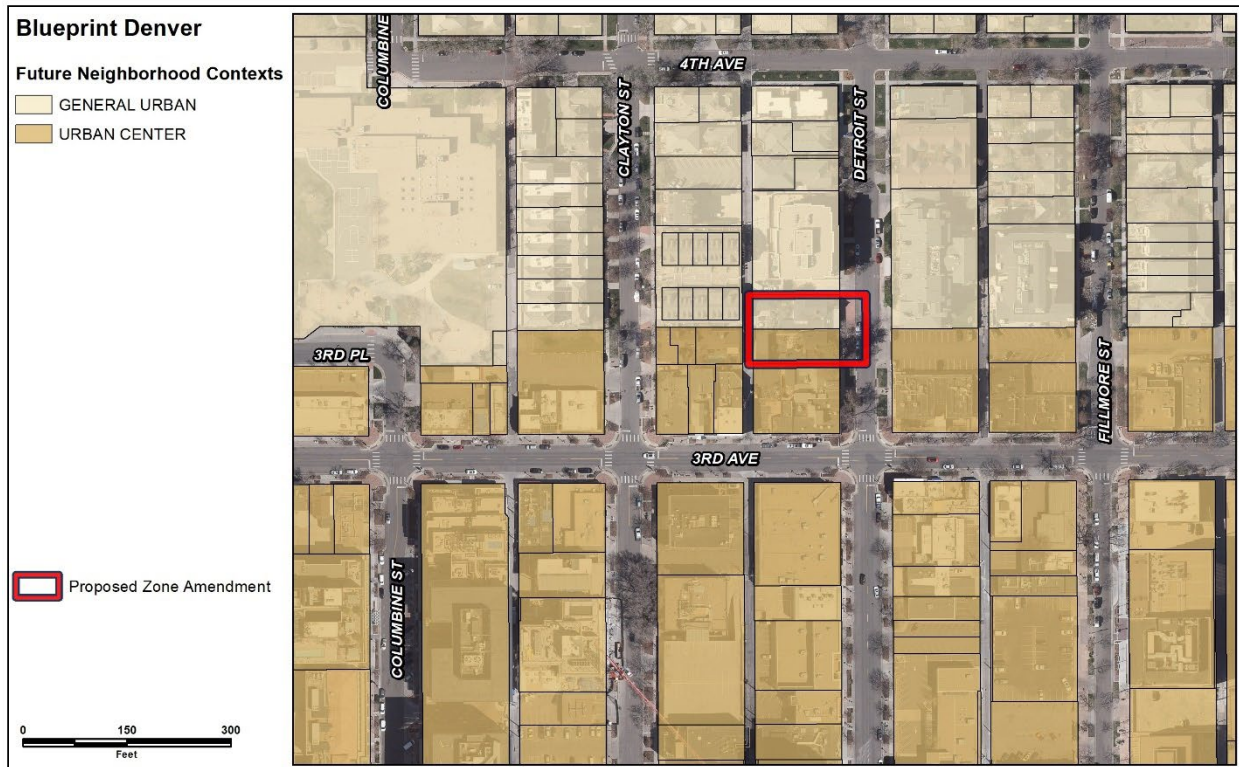 Blueprint Denver
Future Neighborhood Contexts
GENERAL URBAN
URBAN CENTER
Proposed Zone Amendment
0 150 300
Feet
COLUMBINE
4TH AVE
CLAYTON ST
DETROIT ST
3RD PL
FILLMORE ST
3RD AVE
COLUMBINE ST